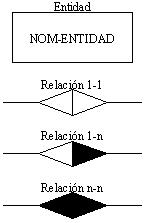 Entidad
NOM-ENTIDAD
Relación 1-1
Relación 1-n
Relación n-n